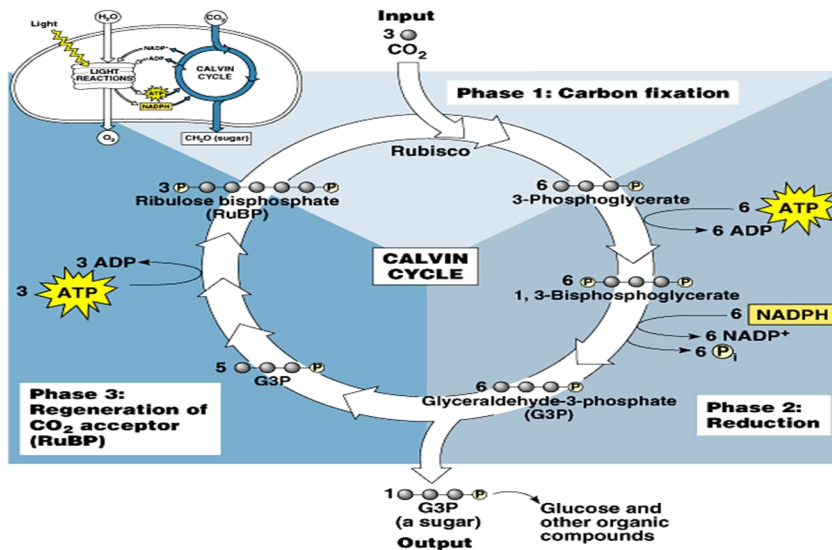 Light
H₂O
CO₂
NADP⁺
ADP
LIGHT
REACTIONS
CALVIN
CYCLE
ATP
NADPH
O₂
CH₂O (sugar)
Input
3
CO₂
Phase 1: Carbon fixation
Rubisco
3 P P
Ribulose bisphosphate
(RuBP)
6 P
3-Phosphoglycerate
6 ATP
6 ADP
CALVIN
CYCLE
6 P P
1, 3-Bisphosphoglycerate
6 NADPH
6 NADP⁺
6 Pᵢ
3 ADP
3 ATP
5 P
G3P
6 P
Glyceraldehyde-3-phosphate
(G3P)
Phase 3:
Regeneration of
CO₂ acceptor
(RuBP)
Phase 2:
Reduction
1 P
G3P
(a sugar)
Output
Glucose and
other organic
compounds